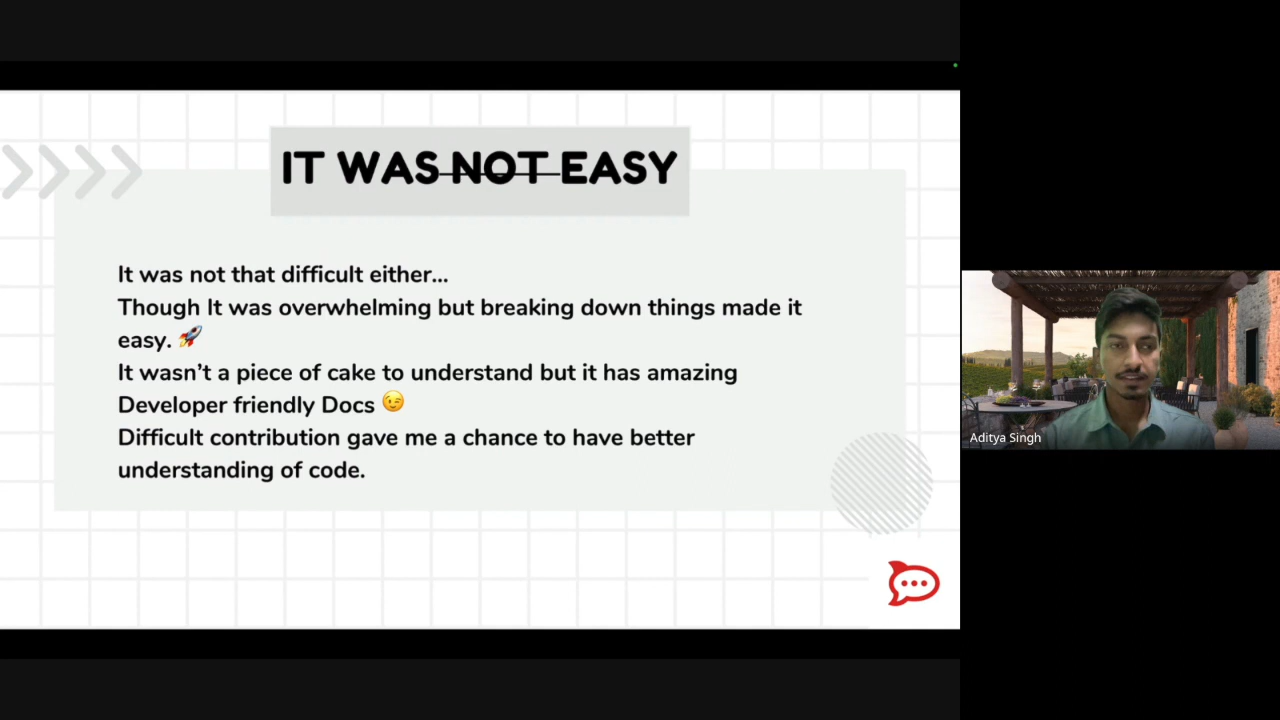 IT WAS NOT EASY
It was not that difficult either...
Though It was overwhelming but breaking down things made it
easy. 🚀
It wasn't a piece of cake to understand but it has amazing
Developer friendly Docs 😉
Difficult contribution gave me a chance to have better
understanding of code.
Aditya Singh